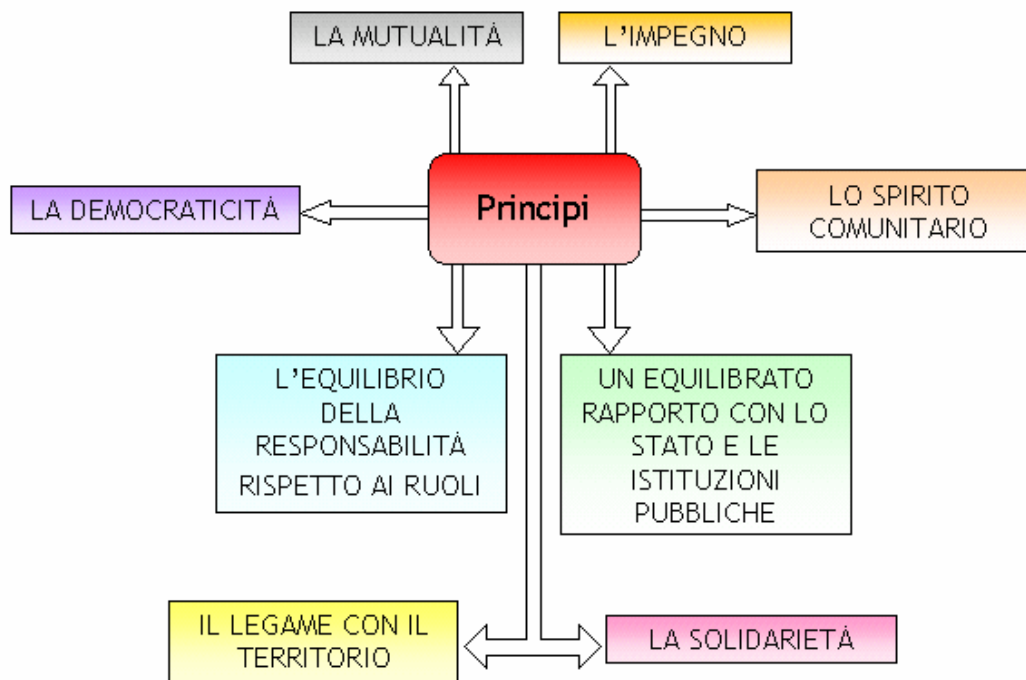 LA MUTUALITÀ
L'IMPEGNO
LA DEMOCRATICITÀ
Principi
LO SPIRITO
COMUNITARIO
L'EQUILIBRIO
DELLA
RESPONSABILITÀ
RISPETTO AI RUOLI
UN EQUILIBRATO
RAPPORTO CON LO
STATO E LE
ISTITUZIONI
PUBBLICHE
IL LEGAME CON IL
TERRITORIO
LA SOLIDARIETÀ